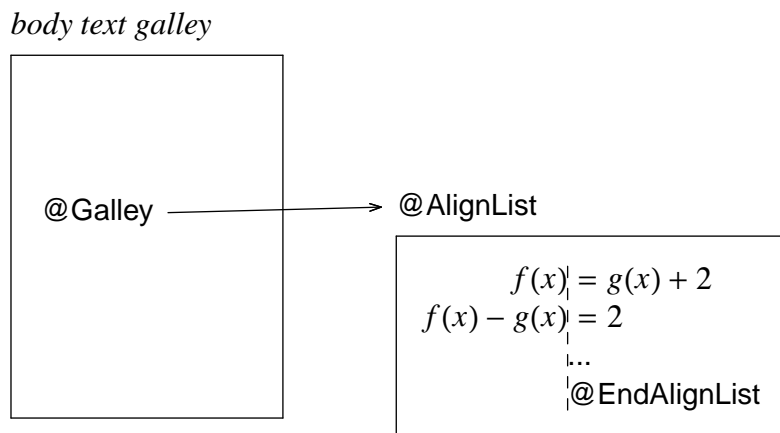 body text galley
@Galley
@AlignList
f(x) = g(x) + 2
f(x) − g(x) = 2
...
@EndAlignList